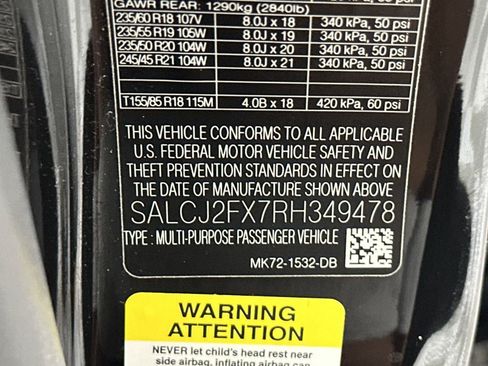 GAWR REAR: 1290kg (2840lb)
235/60 R18 107V 8.0J x 18 340 kPa, 50 psi
235/55 R19 105W 8.0J x 19 340 kPa, 50 psi
235/50 R20 104W 8.0J x 20 340 kPa, 50 psi
245/45 R21 104W 8.0J x 21 340 kPa, 50 psi
T155/85 R18 115M 4.0B x 18 420 kPa, 60 psi
THIS VEHICLE CONFORMS TO ALL APPLICABLE
U.S. FEDERAL MOTOR VEHICLE SAFETY AND
THEFT PREVENTION STANDARDS IN EFFECT ON
THE DATE OF MANUFACTURE SHOWN ABOVE
SALCJ2FX7RH349478
TYPE : MULTI-PURPOSE PASSENGER VEHICLE
MK72-1532-DB
WARNING
ATTENTION
NEVER let child's head rest near
side airbag, inflating airbag can